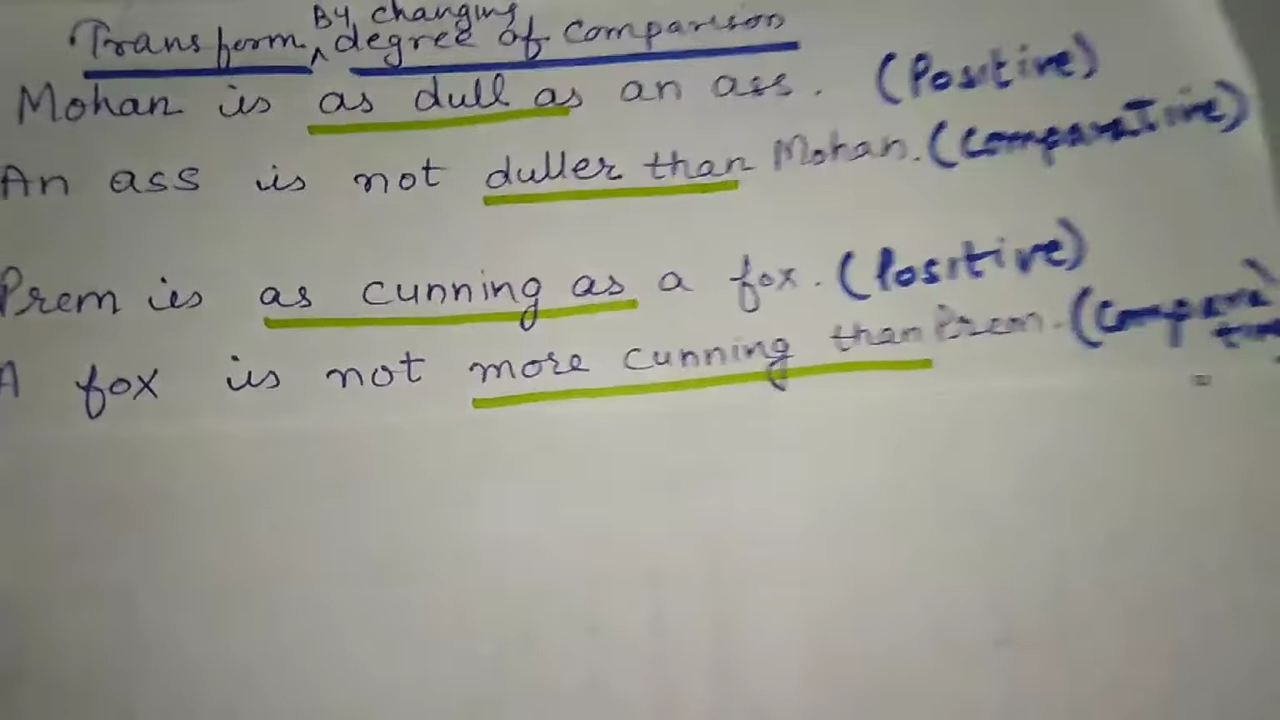 Transform By changing degree of comparison
Mohan is as dull as an ass. (Positive)
An ass is not duller than Mohan. (ComparaTive)
Prem is as cunning as a fox. (Positive)
A fox is not more cunning than Prem. (Comparative